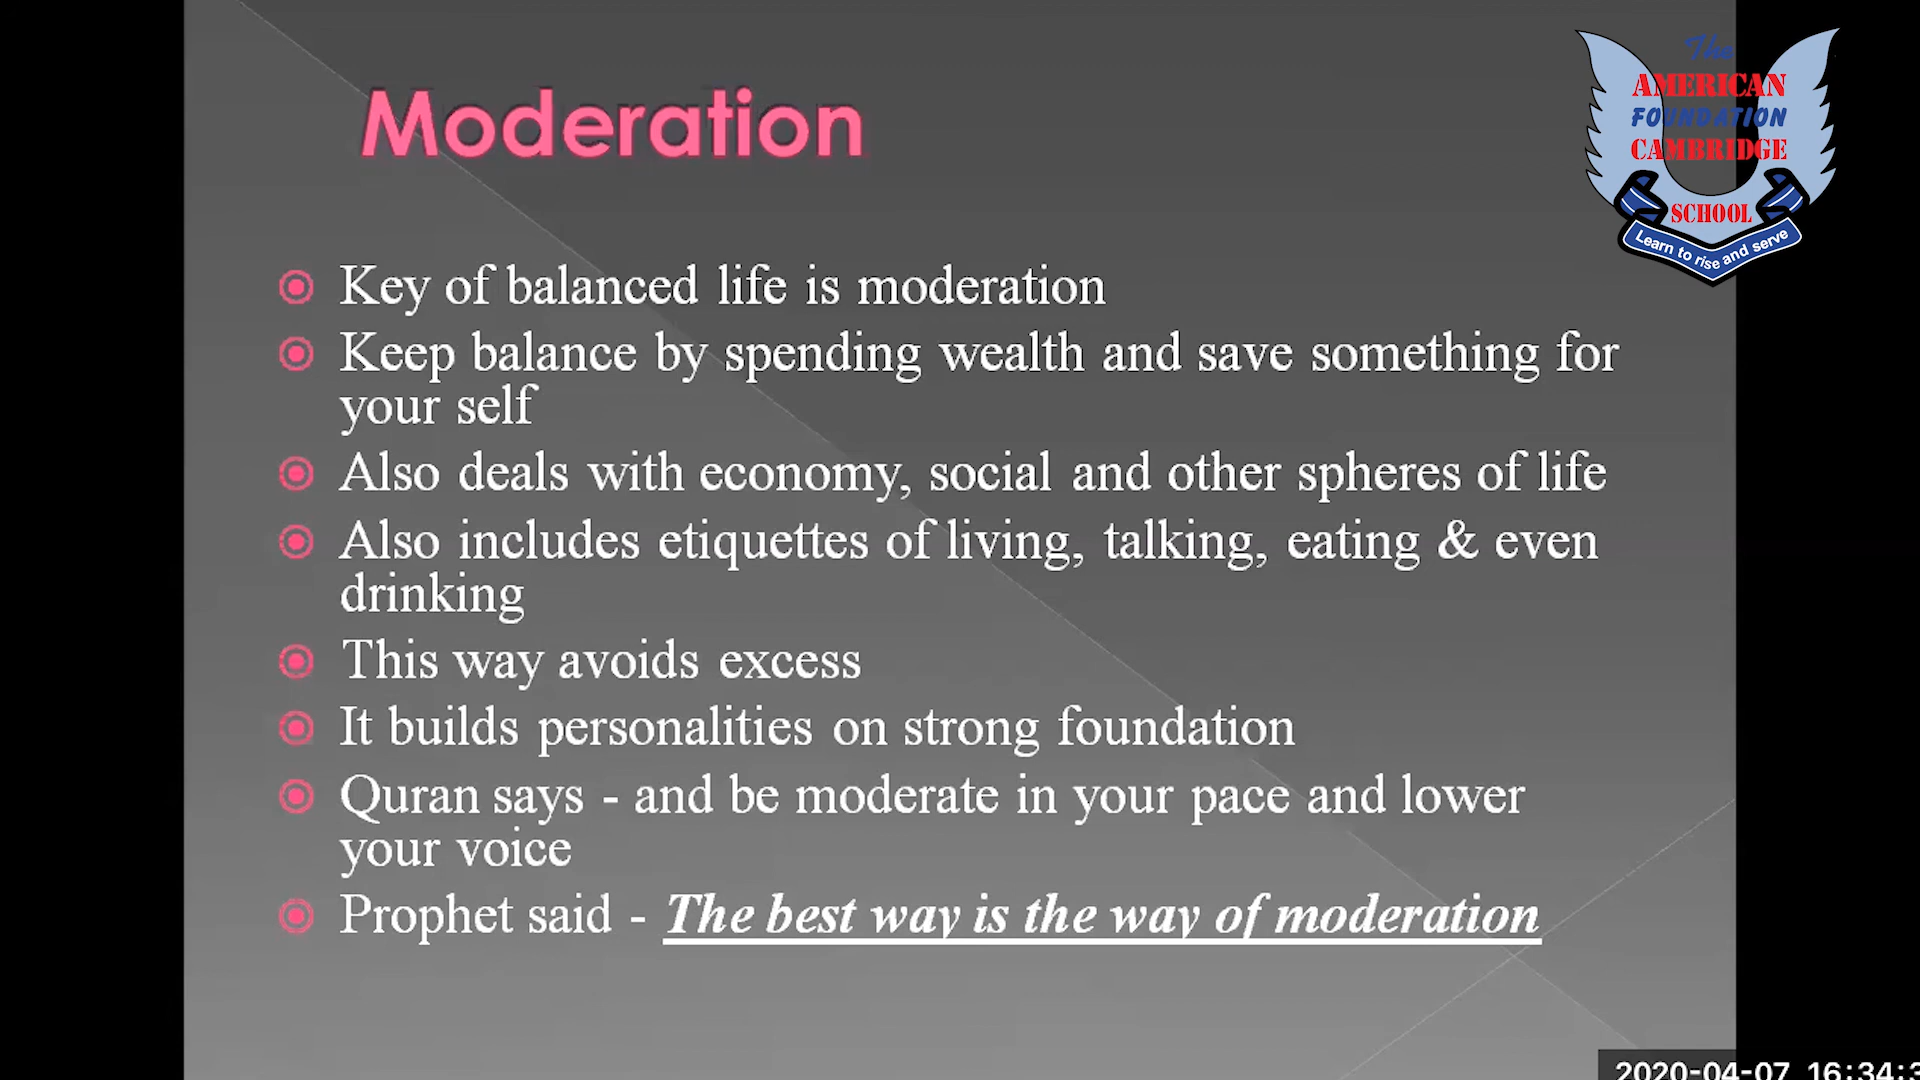 Moderation
The
AMERICAN
FOUNDATION
CAMBRIDGE
SCHOOL
Learn to rise and serve
Key of balanced life is moderation
Keep balance by spending wealth and save something for
your self
Also deals with economy, social and other spheres of life
Also includes etiquettes of living, talking, eating & even
drinking
This way avoids excess
It builds personalities on strong foundation
Quran says - and be moderate in your pace and lower
your voice
Prophet said - The best way is the way of moderation
2020-04-07 16:34:3